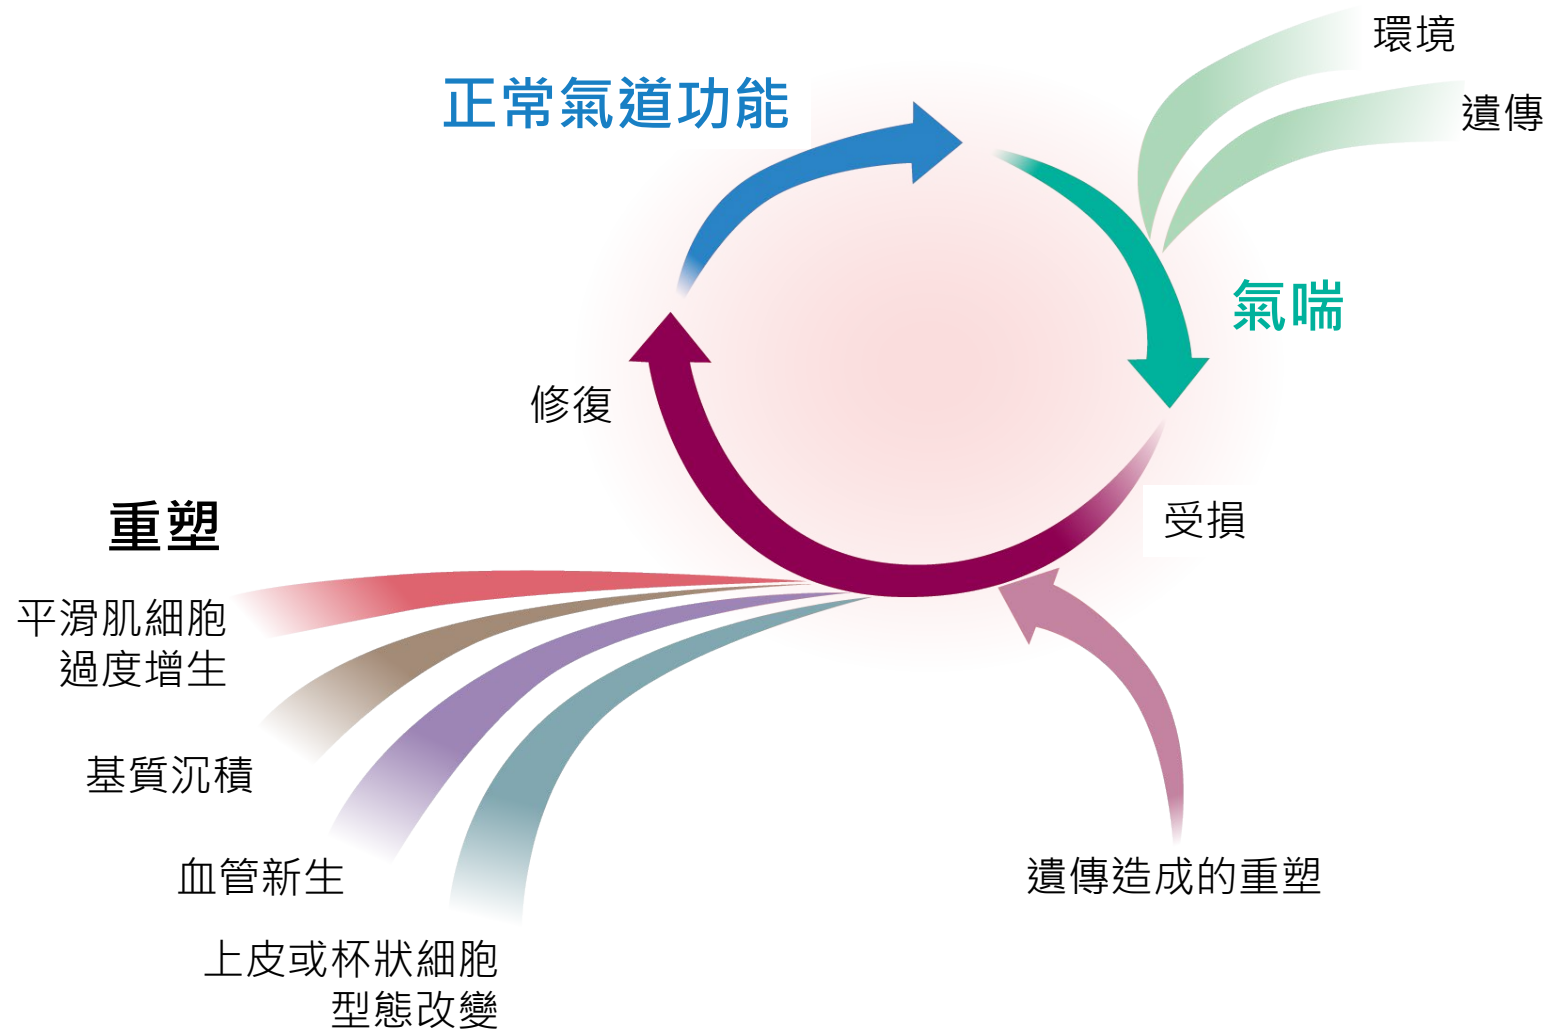 環境
正常氣道功能
遺傳
氣喘
修復
重塑
受損
平滑肌細胞
過度增生
基質沉積
血管新生
遺傳造成的重塑
上皮或杯狀細胞
型態改變